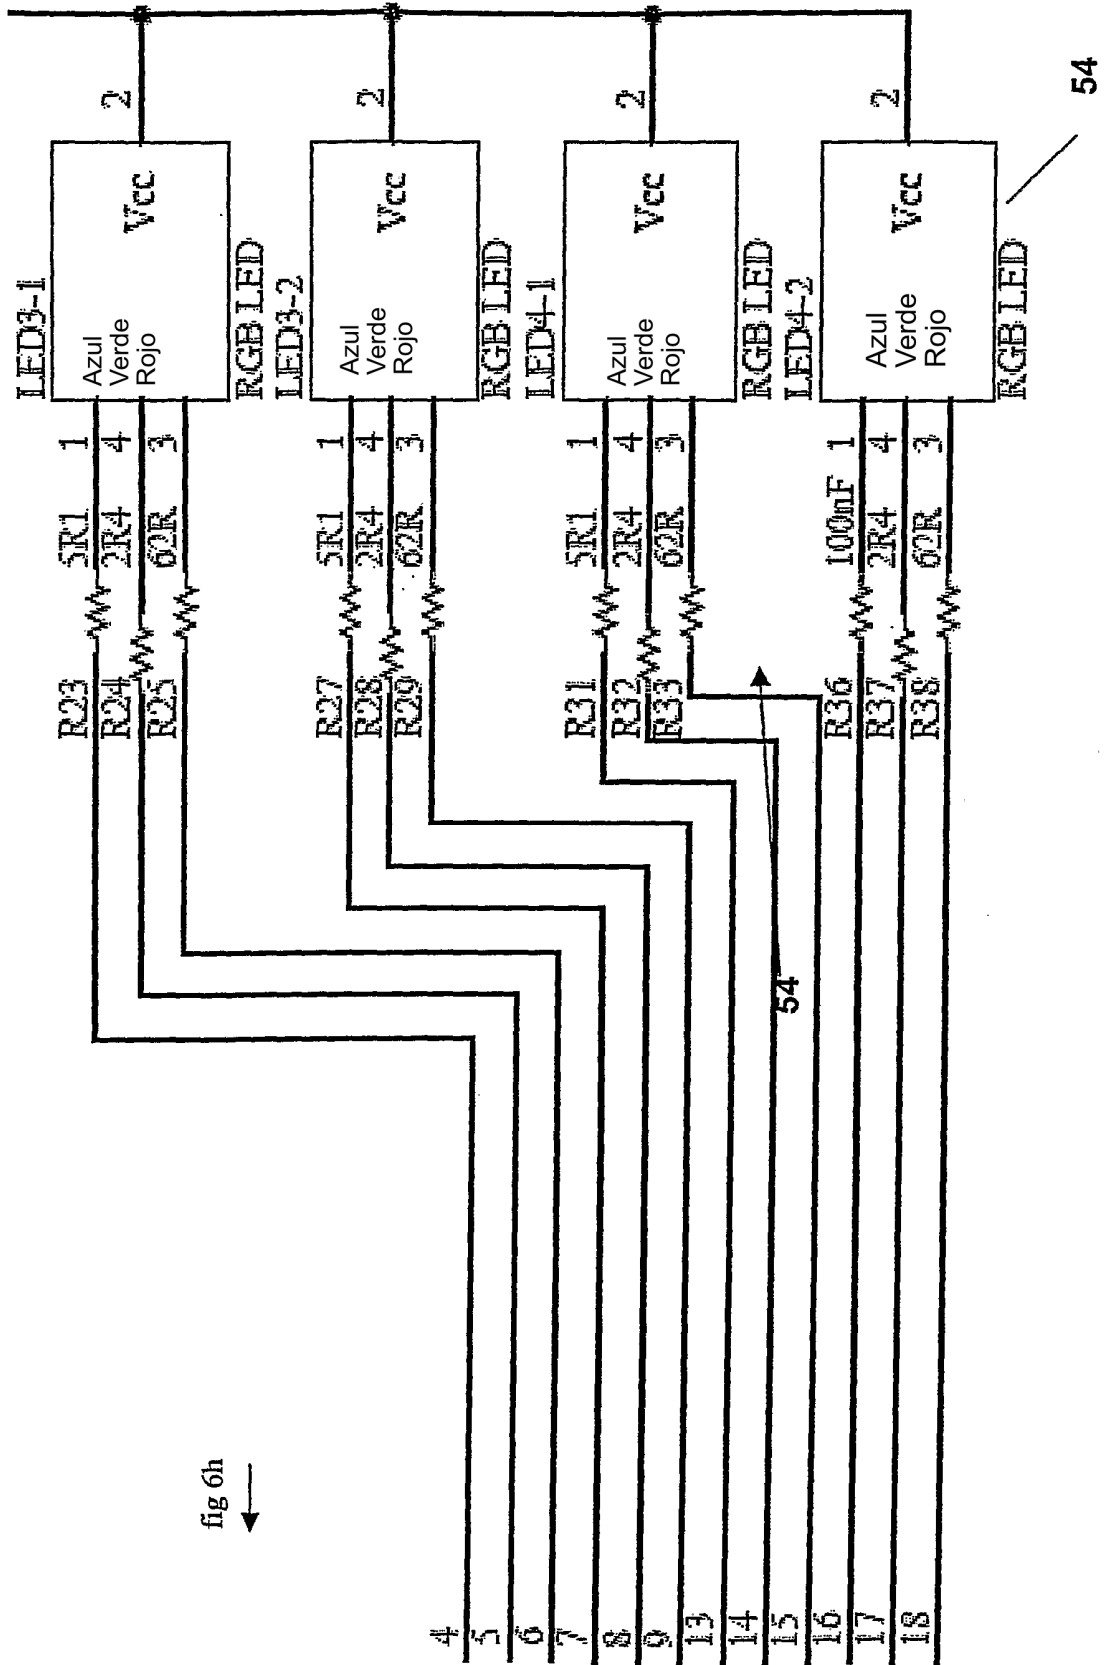 54
2
Vcc
LED3-1
Azul
Verde
Rojo
RGB LED
1
4
3
5R1
2R4
62R
R23
R24
R25
2
Vcc
LED3-2
Azul
Verde
Rojo
RGB LED
1
4
3
5R1
2R4
62R
R27
R28
R29
2
Vcc
LED4-1
Azul
Verde
Rojo
RGB LED
1
4
3
5R1
2R4
62R
R31
R32
R33
2
Vcc
LED4-2
Azul
Verde
Rojo
RGB LED
1
4
3
100nF
2R4
62R
R36
R37
R38
54
fig 6h
4
5
6
7
8
9
13
14
15
16
17
18